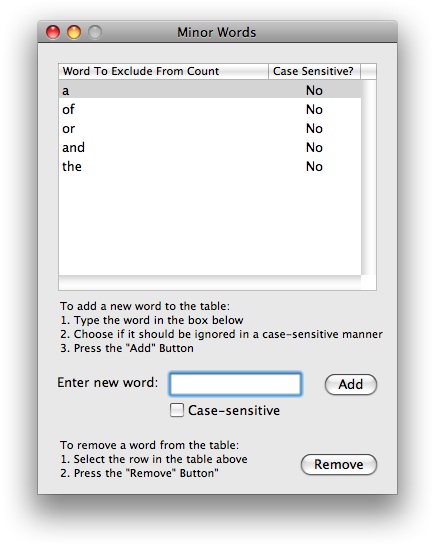 Minor Words
Word To Exclude From Count Case Sensitive?
a No
of No
or No
and No
the No
To add a new word to the table:
1. Type the word in the box below
2. Choose if it should be ignored in a case-sensitive manner
3. Press the "Add" Button
Enter new word: Add
Case-sensitive
To remove a word from the table:
1. Select the row in the table above
2. Press the "Remove" Button"
Remove